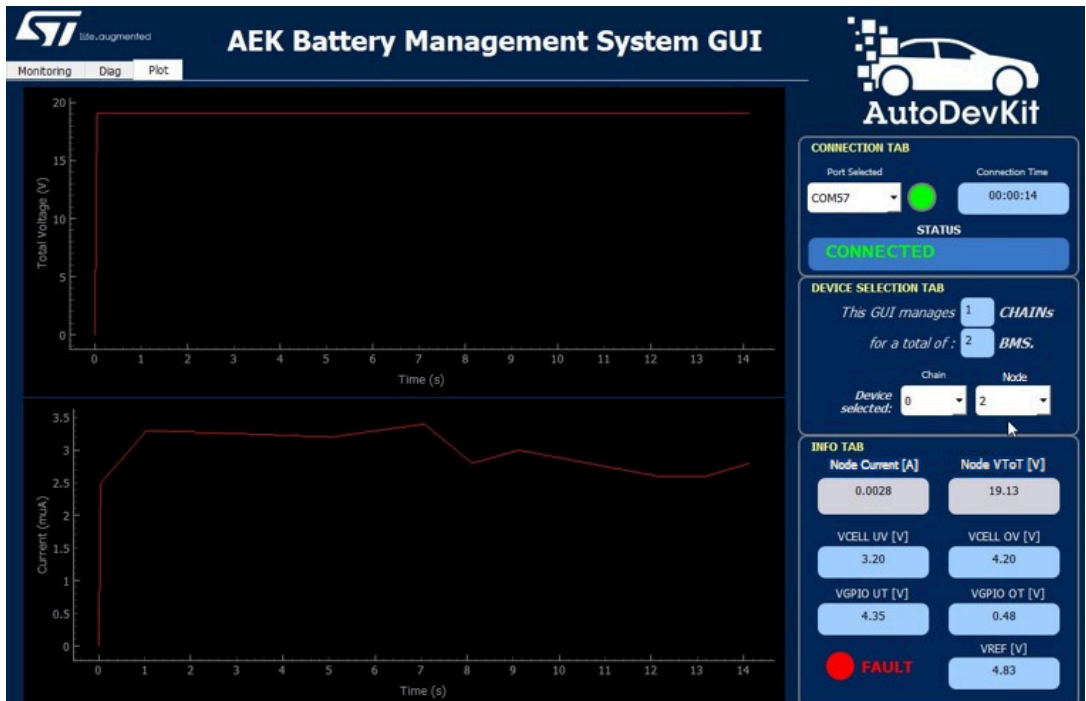 ST life.augmented
AEK Battery Management System GUI
Monitoring Diag Plot
AutoDevKit
20
15
10
5
0
Total Voltage (V)
0 1 2 3 4 5 6 7 8 9 10 11 12 13 14
Time (s)
3.5
3
2.5
2
1.5
1
0.5
0
Current (muA)
0 1 2 3 4 5 6 7 8 9 10 11 12 13 14
Time (s)
CONNECTION TAB
Port Selected Connection Time
COM57 00:00:14
STATUS
CONNECTED
DEVICE SELECTION TAB
This GUI manages 1 CHAINs
for a total of : 2 BMS.
Chain Node
Device selected: 0 2
INFO TAB
Node Current [A] Node VToT [V]
0.0028 19.13
VCELL UV [V] VCELL OV [V]
3.20 4.20
VGPIO UT [V] VGPIO OT [V]
4.35 0.48
VREF [V]
FAULT 4.83